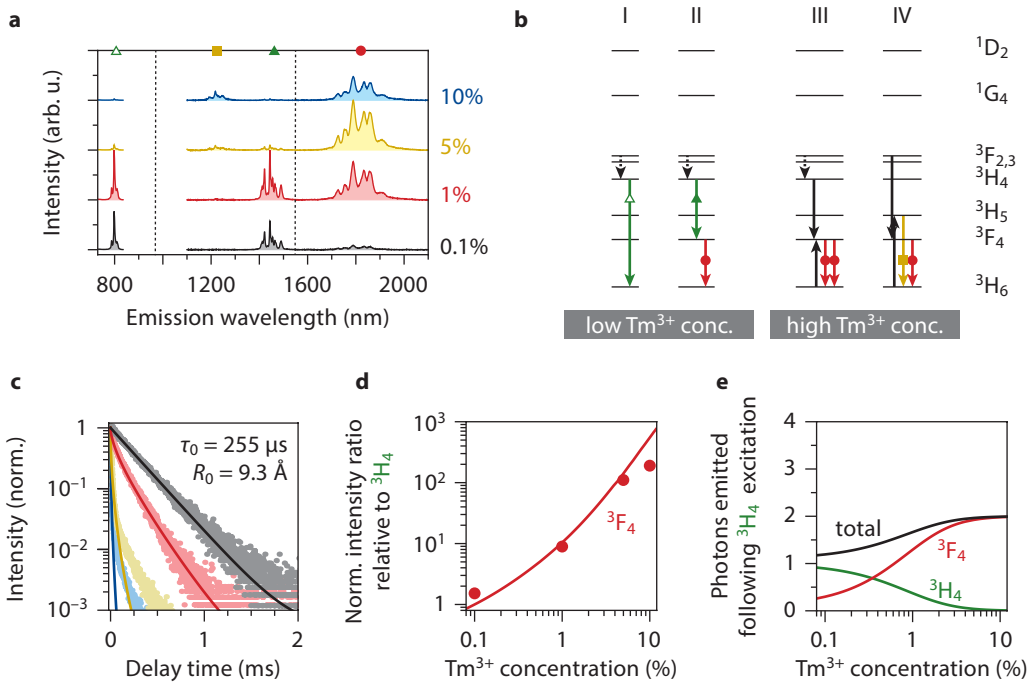 a
Intensity (arb. u.)
10%
5%
1%
0.1%
800 1200 1600 2000
Emission wavelength (nm)
b
I II III IV
¹D₂
¹G₄
³F₂,₃
³H₄
³H₅
³F₄
³H₆
low Tm³⁺ conc. high Tm³⁺ conc.
c
Intensity (norm.)
1
10⁻¹
10⁻²
10⁻³
τ₀ = 255 µs
R₀ = 9.3 Å
0 1 2
Delay time (ms)
d
Norm. intensity ratio
relative to ³H₄
10³
10²
10¹
1
³F₄
0.1 1 10
Tm³⁺ concentration (%)
e
Photons emitted
following ³H₄ excitation
4
3
2
1
0
total
³F₄
³H₄
0.1 1 10
Tm³⁺ concentration (%)